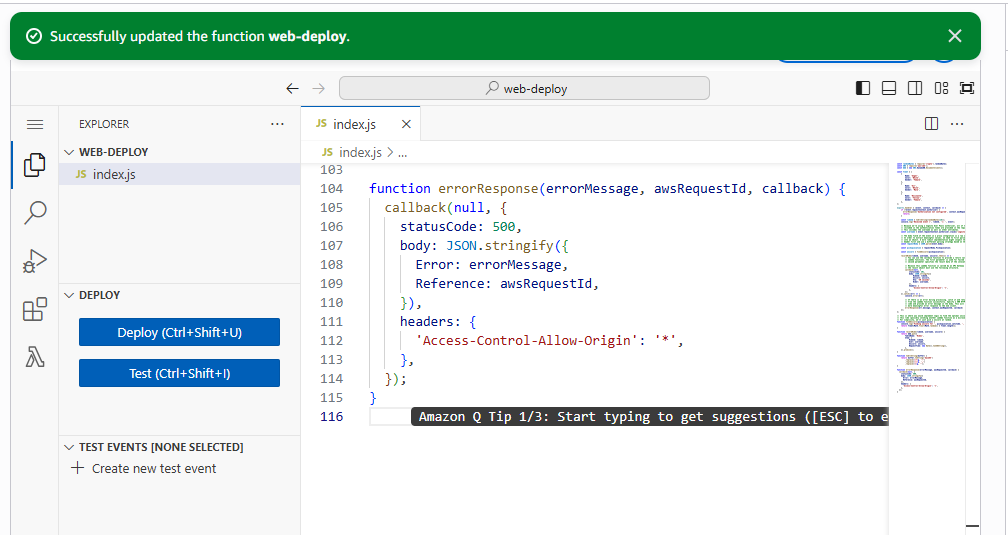 Successfully updated the function web-deploy.
web-deploy
EXPLORER
WEB-DEPLOY
JS index.js
DEPLOY
Deploy (Ctrl+Shift+U)
Test (Ctrl+Shift+I)
TEST EVENTS [NONE SELECTED]
Create new test event
JS index.js
JS index.js > ...
103
104 function errorResponse(errorMessage, awsRequestId, callback) {
105 callback(null, {
106 statusCode: 500,
107 body: JSON.stringify({
108 Error: errorMessage,
109 Reference: awsRequestId,
110 }),
111 headers: {
112 'Access-Control-Allow-Origin': '*',
113 },
114 });
115 }
116 Amazon Q Tip 1/3: Start typing to get suggestions ([ESC] to e